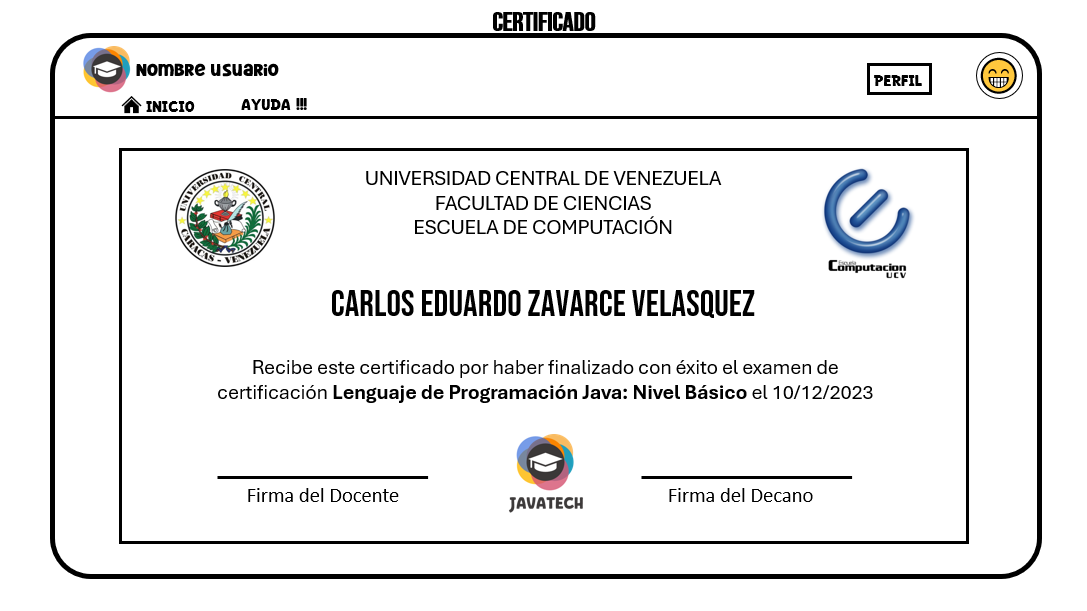 CERTIFICADO
Nombre usuario
PERFIL
INICIO
AYUDA !!!
UNIVERSIDAD CENTRAL DE VENEZUELA
FACULTAD DE CIENCIAS
ESCUELA DE COMPUTACIÓN
UNIVERSIDAD CENTRAL
CARACAS - VENEZUELA
Escuela
Computacion
UCV
CARLOS EDUARDO ZAVARCE VELASQUEZ
Recibe este certificado por haber finalizado con éxito el examen de
certificación Lenguaje de Programación Java: Nivel Básico el 10/12/2023
JAVATECH
Firma del Docente
Firma del Decano